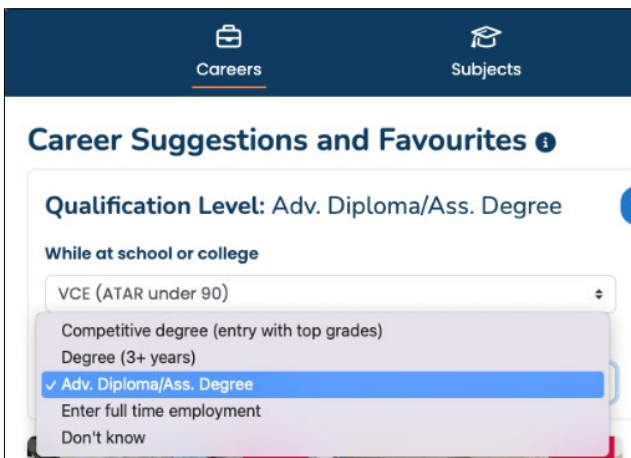 Careers
Subjects
Career Suggestions and Favourites
Qualification Level: Adv. Diploma/Ass. Degree
While at school or college
VCE (ATAR under 90)
Competitive degree (entry with top grades)
Degree (3+ years)
✓ Adv. Diploma/Ass. Degree
Enter full time employment
Don't know